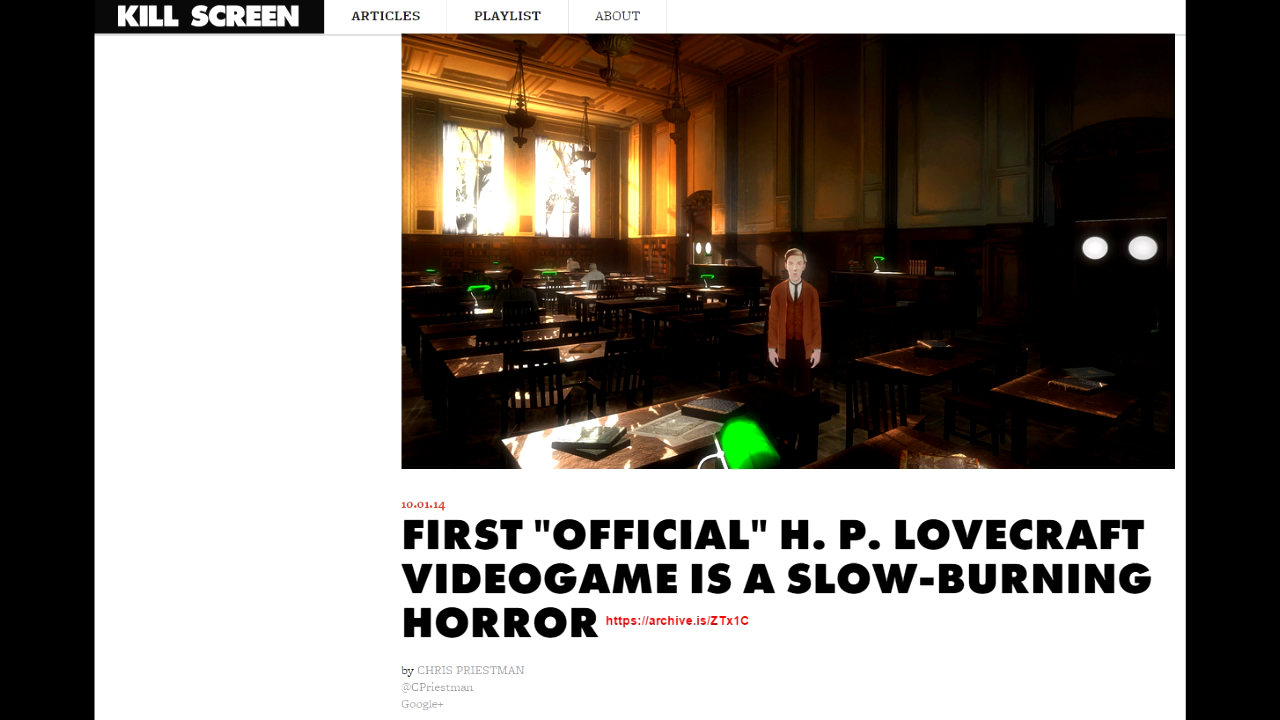 KILL SCREEN
ARTICLES
PLAYLIST
ABOUT
10.01.14
FIRST "OFFICIAL" H. P. LOVECRAFT
VIDEOGAME IS A SLOW-BURNING
HORROR https://archive.is/ZTx1C
by CHRIS PRIESTMAN
@CPriestman
Google+